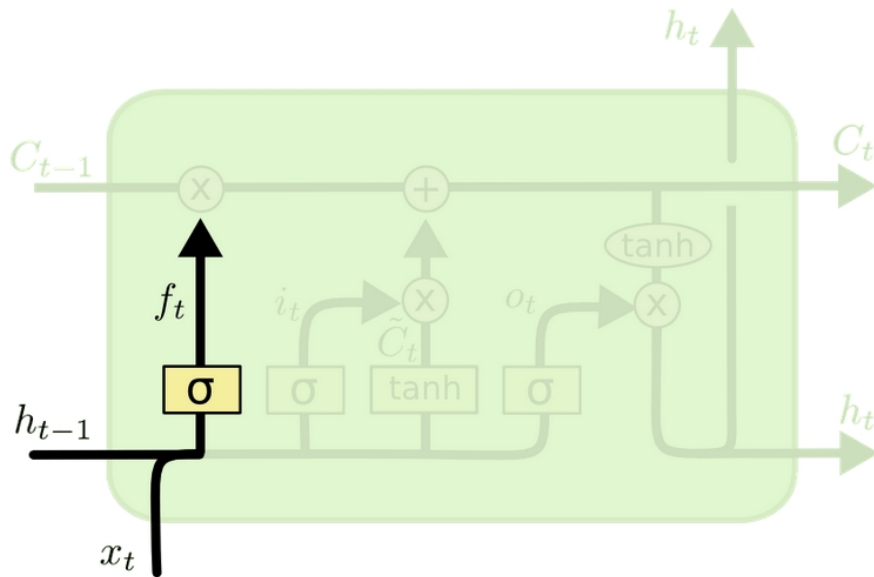 h_t
C_{t-1}
C_t
x
+
tanh
f_t
i_t
x
o_t
x
C̃_t
σ
σ
tanh
σ
h_{t-1}
h_t
x_t